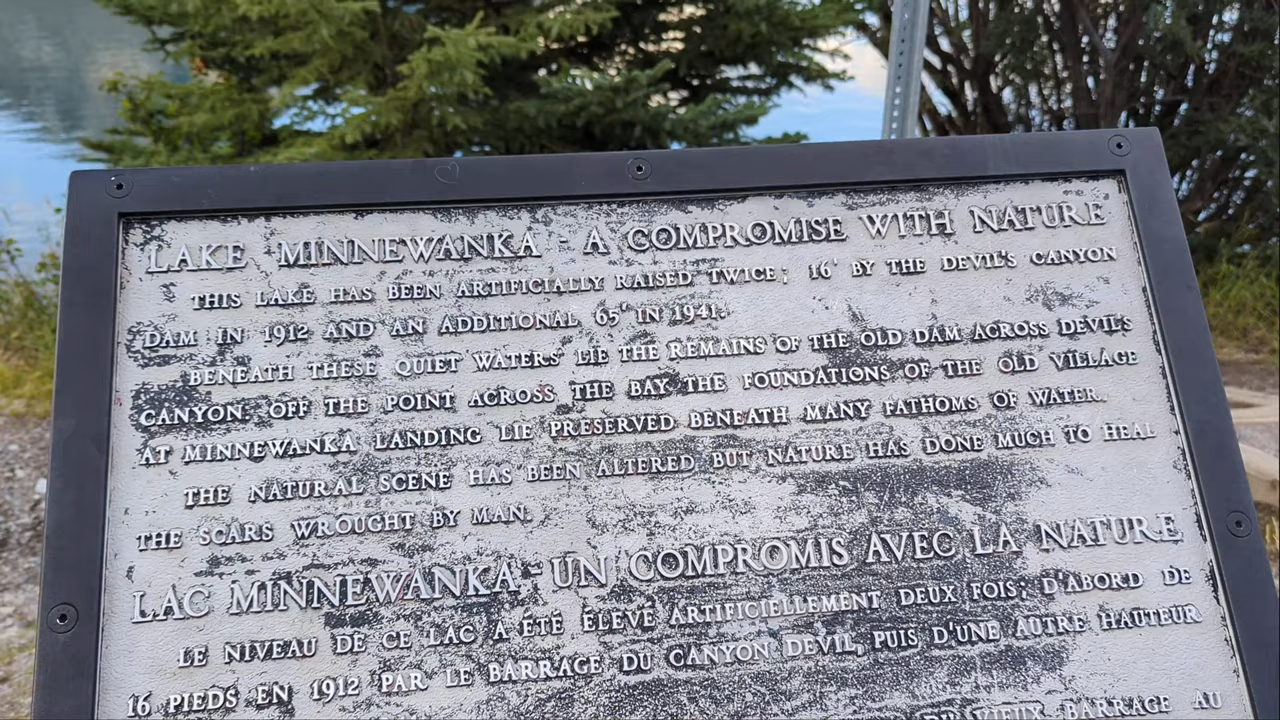 LAKE MINNEWANKA - A COMPROMISE WITH NATURE
THIS LAKE HAS BEEN ARTIFICIALLY RAISED TWICE; 16' BY THE DEVIL'S CANYON
DAM IN 1912 AND AN ADDITIONAL 65' IN 1941.
BENEATH THESE QUIET WATERS LIE THE REMAINS OF THE OLD DAM ACROSS DEVIL'S
CANYON. OFF THE POINT ACROSS THE BAY THE FOUNDATIONS OF THE OLD VILLAGE
AT MINNEWANKA LANDING LIE PRESERVED BENEATH MANY FATHOMS OF WATER.
THE NATURAL SCENE HAS BEEN ALTERED BUT NATURE HAS DONE MUCH TO HEAL
THE SCARS WROUGHT BY MAN.
LAC MINNEWANKA - UN COMPROMIS AVEC LA NATURE
LE NIVEAU DE CE LAC A ÉTÉ ÉLEVÉ ARTIFICIELLEMENT DEUX FOIS; D'ABORD DE
16 PIEDS EN 1912 PAR LE BARRAGE DU CANYON DEVIL, PUIS D'UNE AUTRE HAUTEUR
VIEUX BARRAGE AU